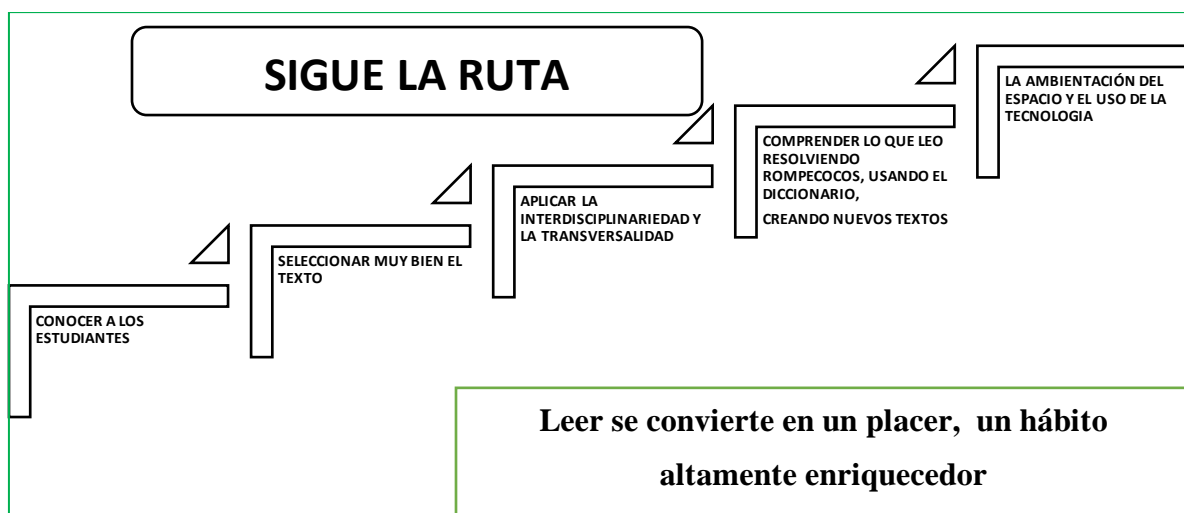 SIGUE LA RUTA
CONOCER A LOS
ESTUDIANTES
SELECCIONAR MUY BIEN EL
TEXTO
APLICAR LA
INTERDISCIPLINARIEDAD Y
LA TRANSVERSALIDAD
COMPRENDER LO QUE LEO
RESOLVIENDO
ROMPECOCOS, USANDO EL
DICCIONARIO,
CREANDO NUEVOS TEXTOS
LA AMBIENTACIÓN DEL
ESPACIO Y EL USO DE LA
TECNOLOGIA
Leer se convierte en un placer, un hábito
altamente enriquecedor